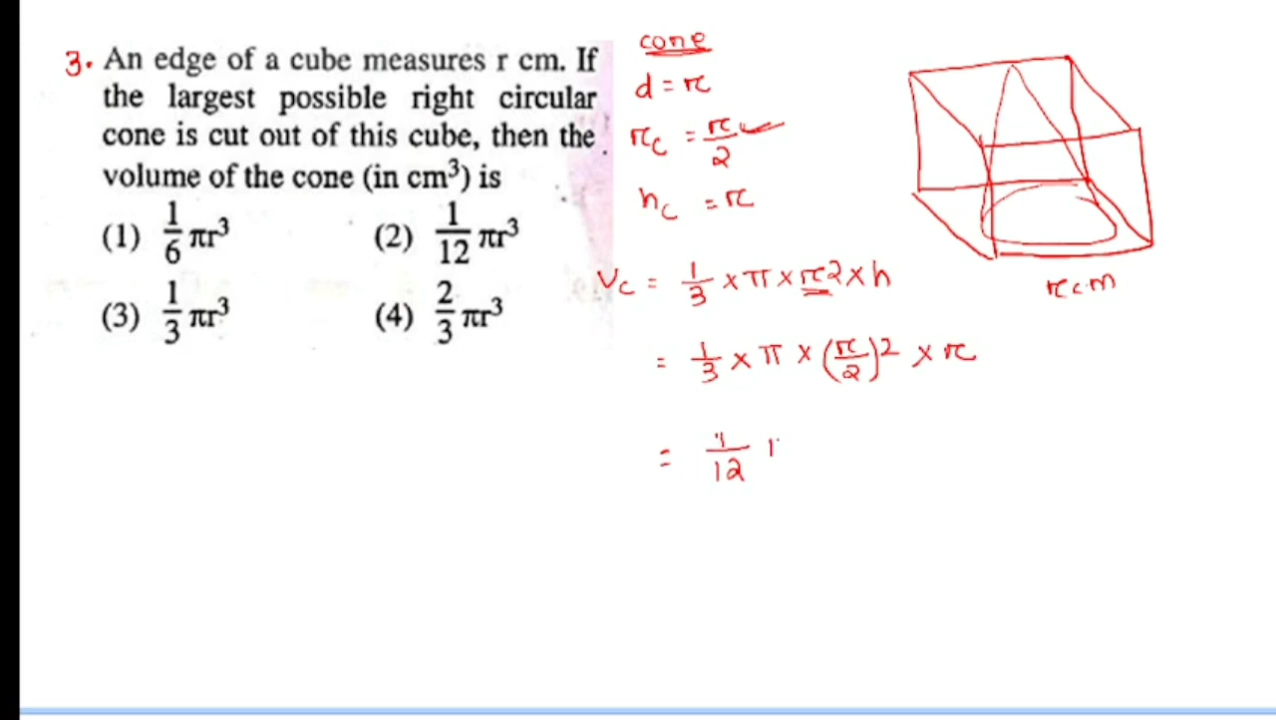 3. An edge of a cube measures r cm. If
the largest possible right circular
cone is cut out of this cube, then the
volume of the cone (in cm³) is
(1) 1/6 πr³ (2) 1/12 πr³
(3) 1/3 πr³ (4) 2/3 πr³
cone
d = r
r_c = r/2
h_c = r
V_c = 1/3 × π × r2 × h
= 1/3 × π × (r/2)2 × r
= 1/12
r cm